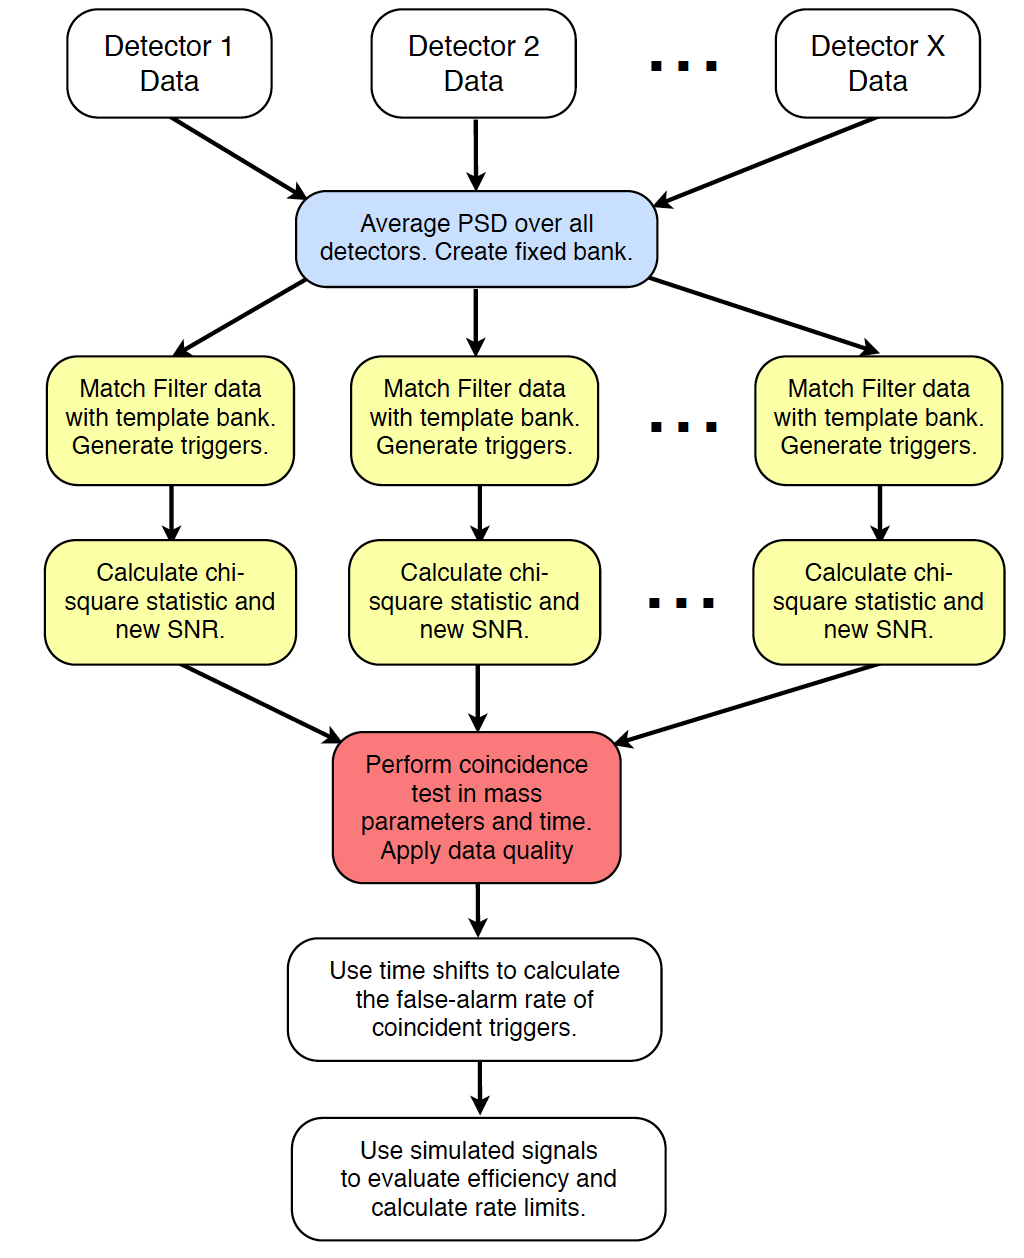 Detector 1
Data
Detector 2
Data
...
Detector X
Data
Average PSD over all
detectors. Create fixed bank.
Match Filter data
with template bank.
Generate triggers.
Match Filter data
with template bank.
Generate triggers.
...
Match Filter data
with template bank.
Generate triggers.
Calculate chi-
square statistic and
new SNR.
Calculate chi-
square statistic and
new SNR.
...
Calculate chi-
square statistic and
new SNR.
Perform coincidence
test in mass
parameters and time.
Apply data quality
Use time shifts to calculate
the false-alarm rate of
coincident triggers.
Use simulated signals
to evaluate efficiency and
calculate rate limits.